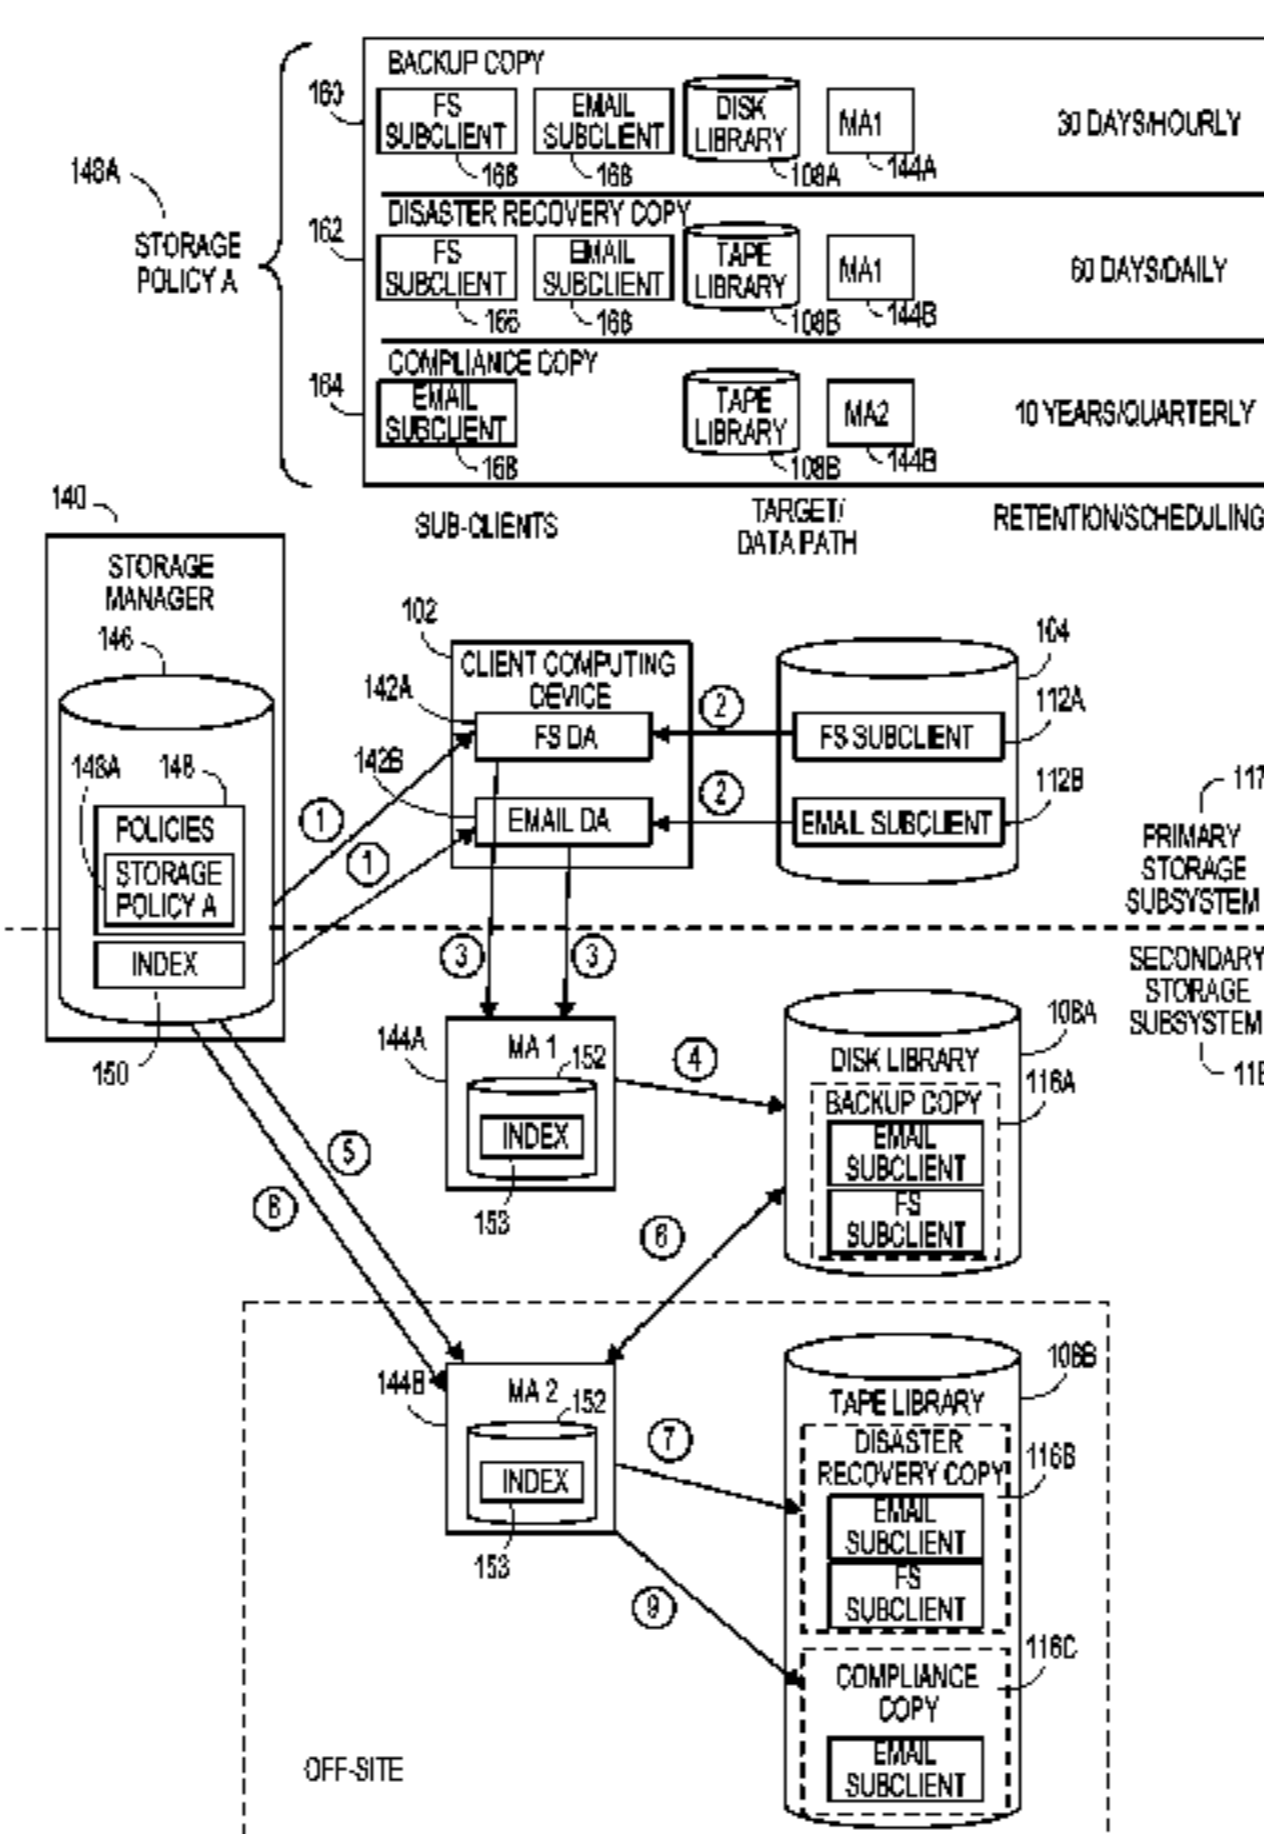 BACKUP COPY
160
FS
SUBCLIENT
EMAIL
SUBCLIENT
DISK
LIBRARY
MA1
30 DAYS/HOURLY
168
168
108A
144A
148A
STORAGE
POLICY A
DISASTER RECOVERY COPY
162
FS
SUBCLIENT
EMAIL
SUBCLIENT
TAPE
LIBRARY
MA1
60 DAYS/DAILY
166
168
108B
144B
COMPLIANCE COPY
164
EMAIL
SUBCLIENT
TAPE
LIBRARY
MA2
10 YEARS/QUARTERLY
168
108B
144B
SUB-CLIENTS
TARGET/
DATA PATH
RETENTION/SCHEDULING
140
STORAGE
MANAGER
146
148A
148
POLICIES
STORAGE
POLICY A
INDEX
150
102
CLIENT COMPUTING
DEVICE
142A
FS DA
142B
EMAIL DA
104
112A
FS SUBCLIENT
112B
EMAIL SUBCLIENT
1
1
2
2
117
PRIMARY
STORAGE
SUBSYSTEM
SECONDARY
STORAGE
SUBSYSTEM
3
3
144A
MA 1
152
INDEX
153
4
108A
DISK LIBRARY
116A
BACKUP COPY
EMAIL
SUBCLIENT
FS
SUBCLIENT
5
8
6
144B
MA 2
152
INDEX
153
7
9
108B
TAPE LIBRARY
DISASTER
RECOVERY COPY
116B
EMAIL
SUBCLIENT
FS
SUBCLIENT
116C
COMPLIANCE
COPY
EMAIL
SUBCLIENT
OFF-SITE